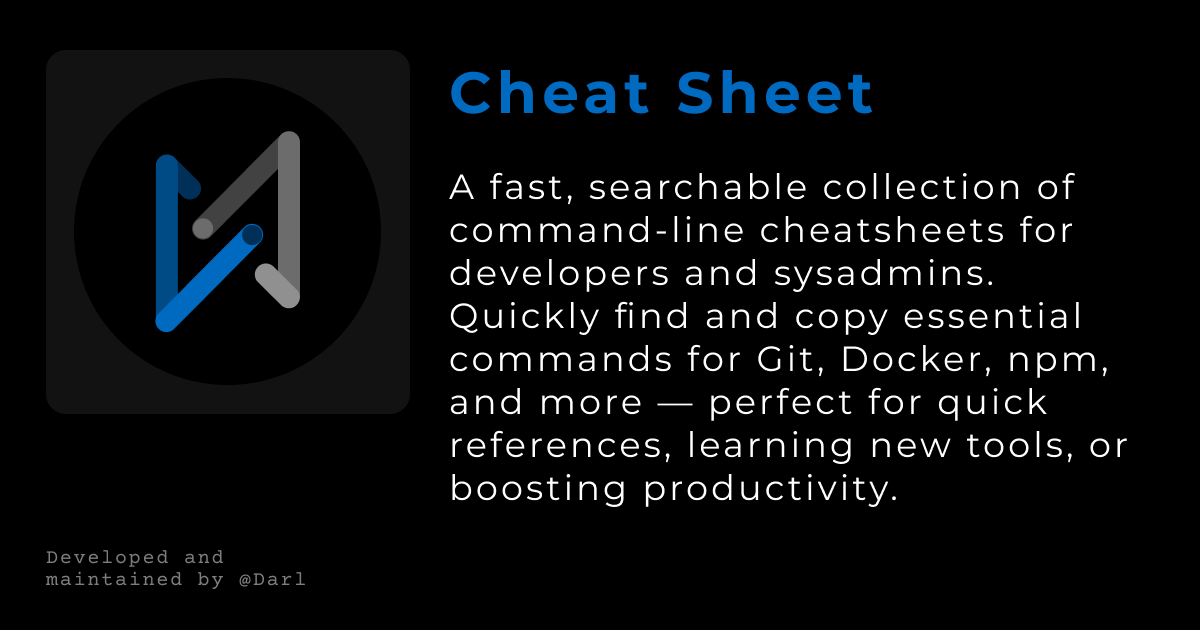 Cheat Sheet
A fast, searchable collection of
command-line cheatsheets for
developers and sysadmins.
Quickly find and copy essential
commands for Git, Docker, npm,
and more — perfect for quick
references, learning new tools, or
boosting productivity.
Developed and
maintained by @Darl